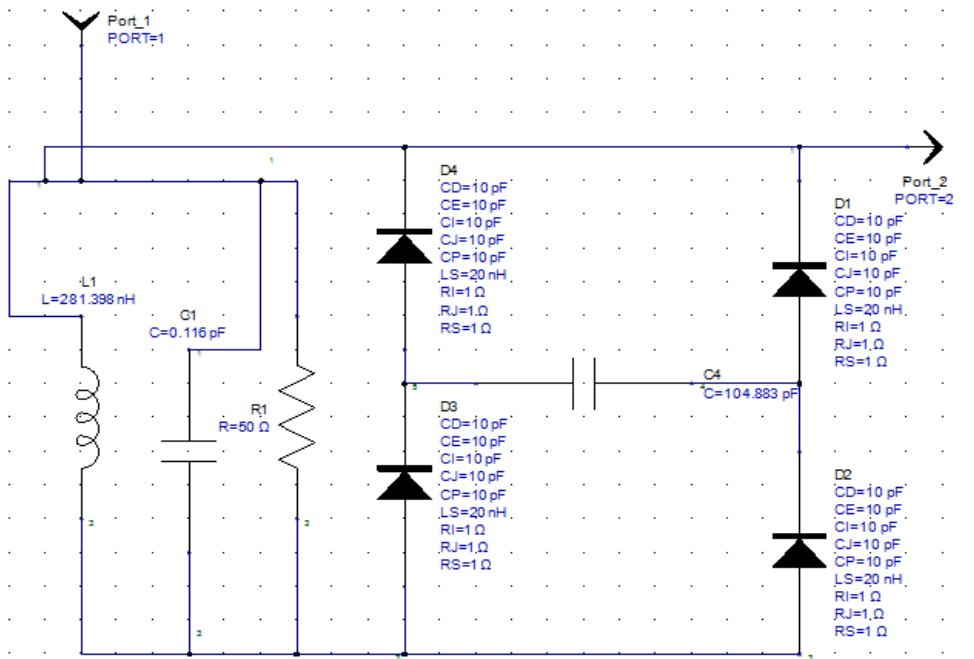 Port_1
PORT=1
1
1
1
Port_2
PORT=2
D4
CD=10 pF
CE=10 pF
CI=10 pF
CJ=10 pF
CP=10 pF
LS=20 nH
RI=1 Ω
RJ=1 Ω
RS=1 Ω
D1
CD=10 pF
CE=10 pF
CI=10 pF
CJ=10 pF
CP=10 pF
LS=20 nH
RI=1 Ω
RJ=1 Ω
RS=1 Ω
L1
L=281.398 nH
C1
C=0.116 pF
1
R1
R=50 Ω
5
4
C4
C=104.883 pF
D3
CD=10 pF
CE=10 pF
CI=10 pF
CJ=10 pF
CP=10 pF
LS=20 nH
RI=1 Ω
RJ=1 Ω
RS=1 Ω
D2
CD=10 pF
CE=10 pF
CI=10 pF
CJ=10 pF
CP=10 pF
LS=20 nH
RI=1 Ω
RJ=1 Ω
RS=1 Ω